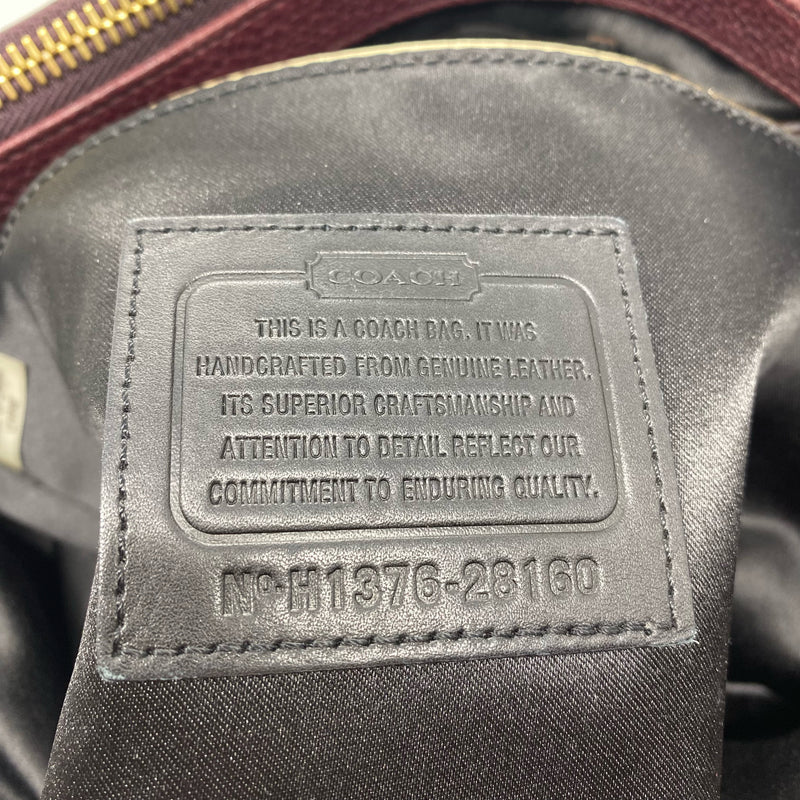 COACH
THIS IS A COACH BAG. IT WAS
HANDCRAFTED FROM GENUINE LEATHER.
ITS SUPERIOR CRAFTSMANSHIP AND
ATTENTION TO DETAIL REFLECT OUR
COMMITMENT TO ENDURING QUALITY.
Nº-H1376-28160